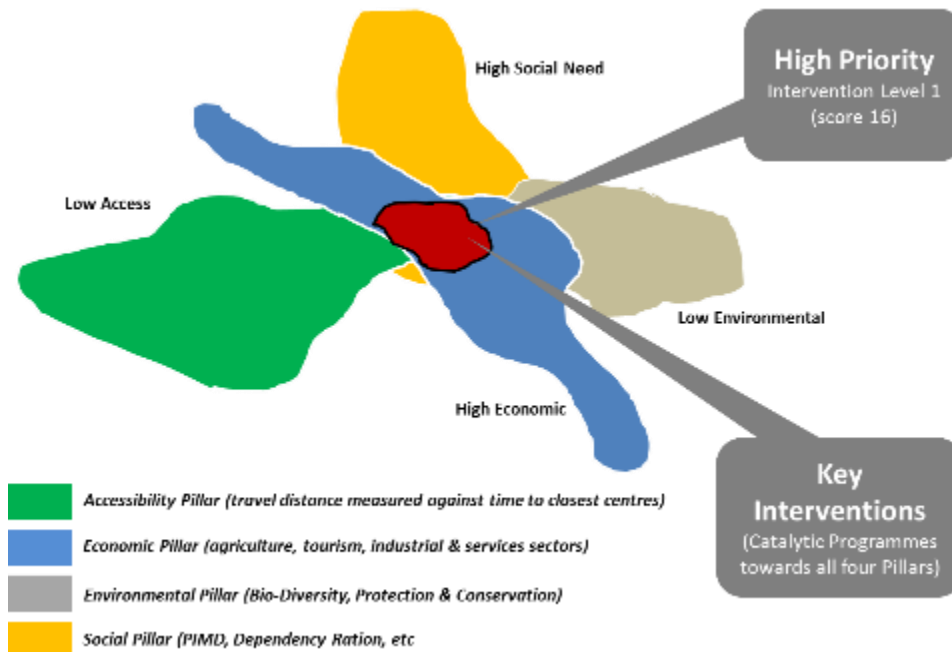 High Priority
Intervention Level 1
(score 16)
High Social Need
Low Access
Low Environmental
High Economic
Key
Interventions
(Catalytic Programmes
towards all four Pillars)
Accessibility Pillar (travel distance measured against time to closest centres)
Economic Pillar (agriculture, tourism, industrial & services sectors)
Environmental Pillar (Bio-Diversity, Protection & Conservation)
Social Pillar (PIMD, Dependency Ration, etc